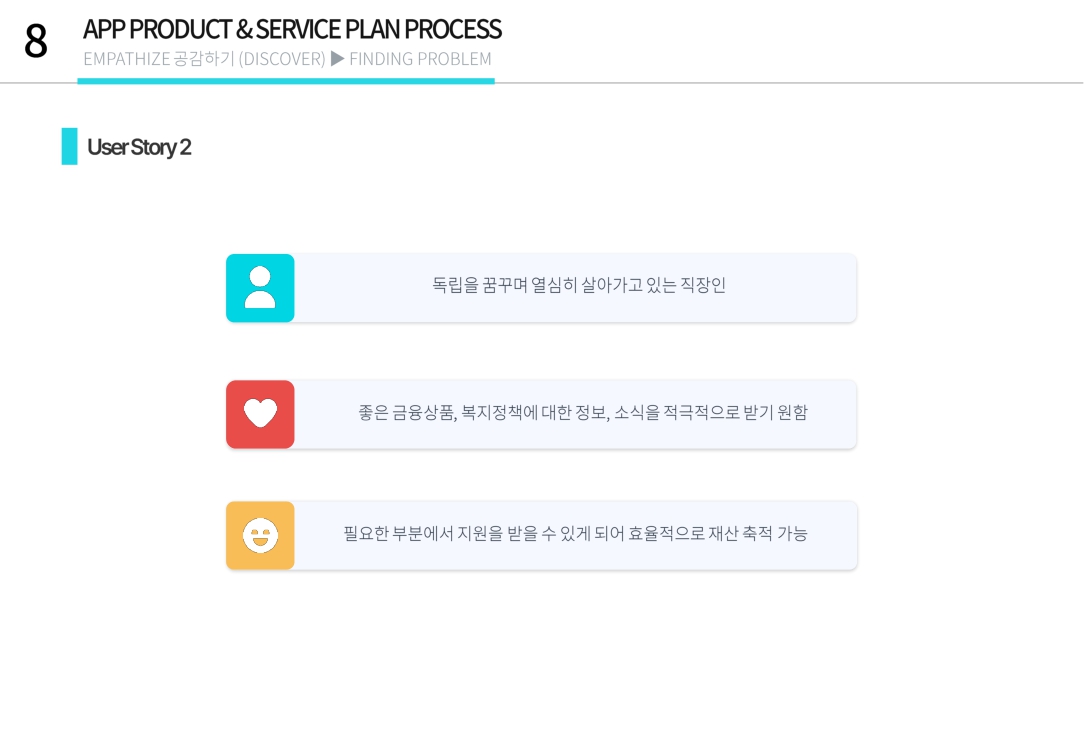 8
APP PRODUCT & SERVICE PLAN PROCESS
EMPATHIZE 공감하기 (DISCOVER) ▶ FINDING PROBLEM
User Story 2
독립을 꿈꾸며 열심히 살아가고 있는 직장인
좋은 금융상품, 복지정책에 대한 정보, 소식을 적극적으로 받기 원함
필요한 부분에서 지원을 받을 수 있게 되어 효율적으로 재산 축적 가능